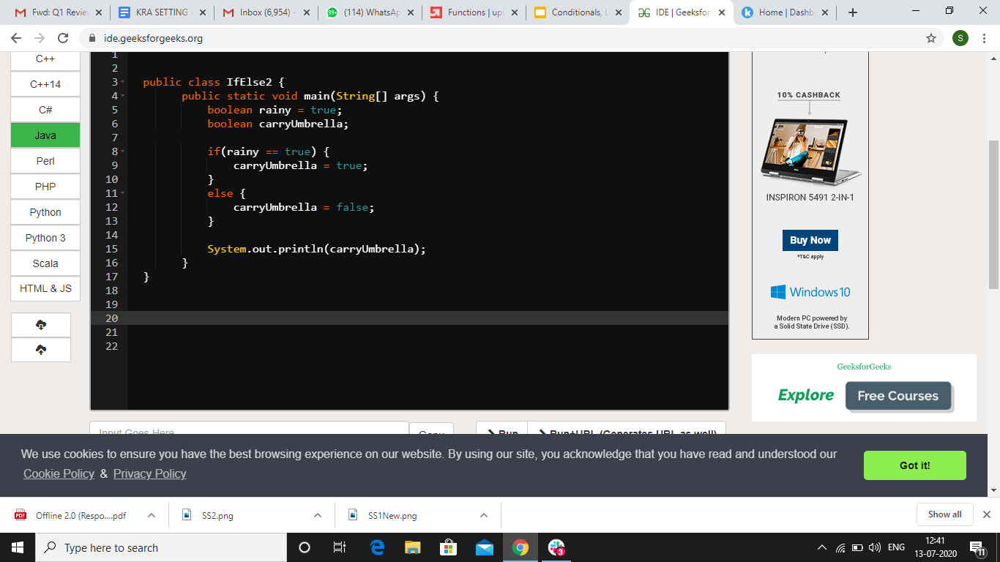 Fwd: Q1 Review
KRA SETTING -
Inbox (6,954) -
99+
(114) WhatsAp
Functions | upG
Conditionals, L
IDE | Geeksfor
Home | Dashb
ide.geeksforgeeks.org
S
C++
C++14
C#
Java
Perl
PHP
Python
Python 3
Scala
HTML & JS
1
2
3 public class IfElse2 {
4 public static void main(String[] args) {
5 boolean rainy = true;
6 boolean carryUmbrella;
7
8 if(rainy == true) {
9 carryUmbrella = true;
10 }
11 else {
12 carryUmbrella = false;
13 }
14
15 System.out.println(carryUmbrella);
16 }
17 }
18
19
20
21
22
10% CASHBACK
INSPIRON 5491 2-IN-1
Buy Now
*T&C apply
Windows 10
Modern PC powered by
a Solid State Drive (SSD).
GeeksforGeeks
Explore Free Courses
Input Goes Here
Copy
Run
Run+URL (Generates URL as well)
We use cookies to ensure you have the best browsing experience on our website. By using our site, you acknowledge that you have read and understood our
Cookie Policy & Privacy Policy
Got it!
PDF
Offline 2.0 (Respo....pdf
SS2.png
SS1New.png
Show all
Type here to search
3
ENG
12:41
13-07-2020
11